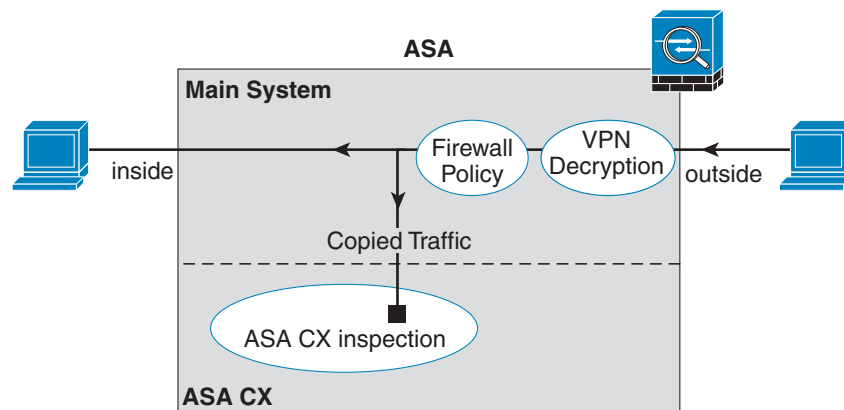 ASA
Main System
inside
Firewall
Policy
VPN
Decryption
outside
Copied Traffic
ASA CX inspection
ASA CX